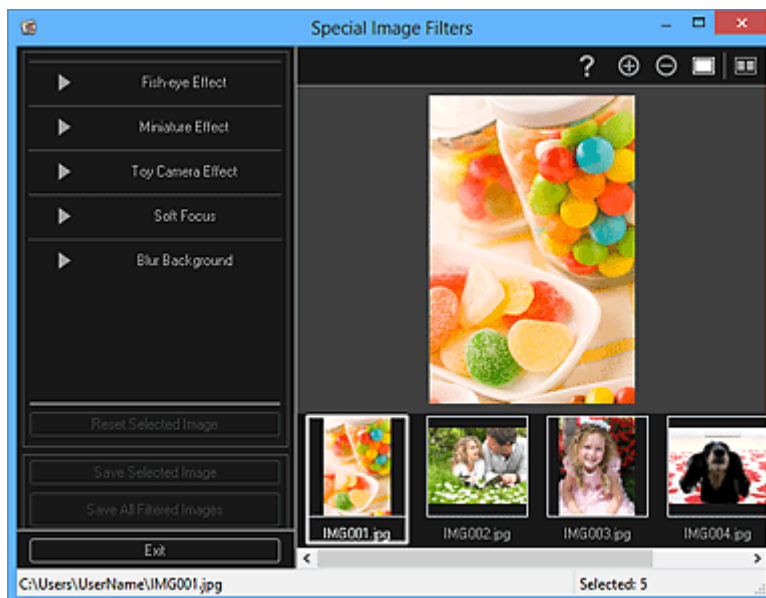 Special Image Filters
?
Fish-eye Effect
Miniature Effect
Toy Camera Effect
Soft Focus
Blur Background
Reset Selected Image
Save Selected Image
Save All Filtered Images
Exit
IMG001.jpg
IMG002.jpg
IMG003.jpg
IMG004.jpg
C:\Users\UserName\IMG001.jpg
Selected: 5